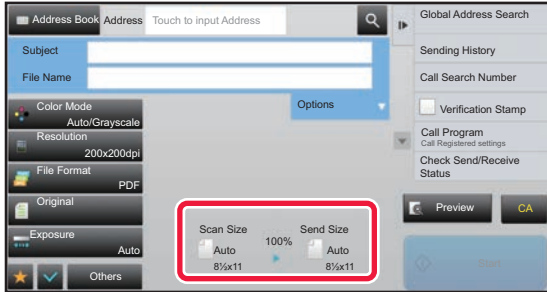 Address Book Address Touch to input Address
Subject
File Name
Options
Color Mode
Auto/Grayscale
Resolution
200x200dpi
File Format
PDF
Original
Exposure
Auto
Others
Scan Size
Auto
8½x11
100%
Send Size
Auto
8½x11
Global Address Search
Sending History
Call Search Number
Verification Stamp
Call Program
Call Registered settings
Check Send/Receive
Status
Preview
CA
Start